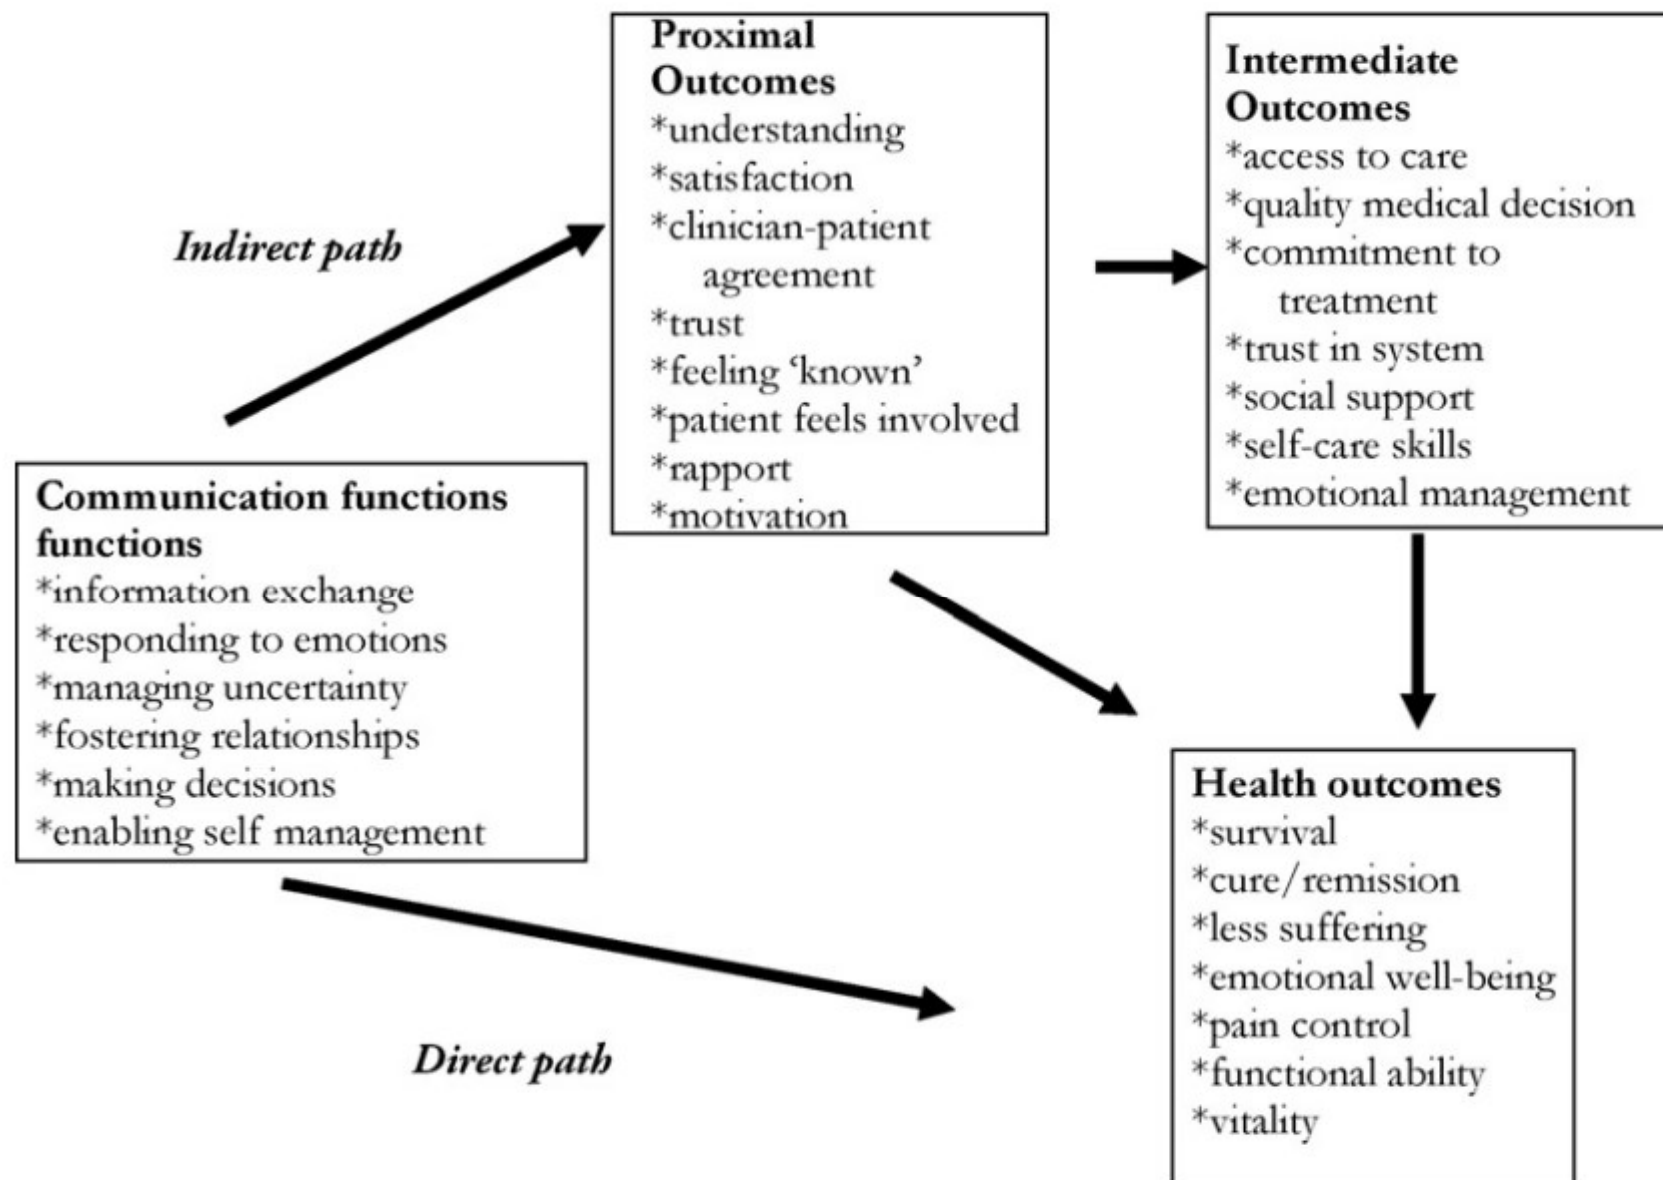 Proximal
Outcomes
*understanding
*satisfaction
*clinician-patient
agreement
*trust
*feeling ‘known’
*patient feels involved
*rapport
*motivation
Intermediate
Outcomes
*access to care
*quality medical decision
*commitment to
treatment
*trust in system
*social support
*self-care skills
*emotional management
Indirect path
Communication functions
functions
*information exchange
*responding to emotions
*managing uncertainty
*fostering relationships
*making decisions
*enabling self management
Direct path
Health outcomes
*survival
*cure/remission
*less suffering
*emotional well-being
*pain control
*functional ability
*vitality